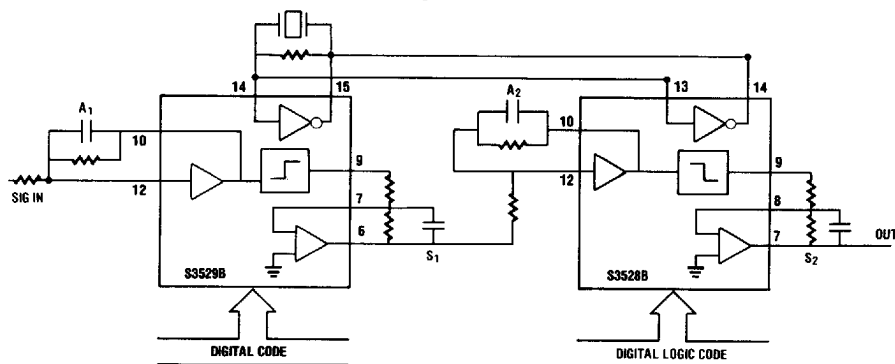 14
15
13
14
A1
10
12
SIG IN
9
7
6
S1
S3529B
DIGITAL CODE
A2
10
12
9
8
7
OUT
S2
S3528B
DIGITAL LOGIC CODE